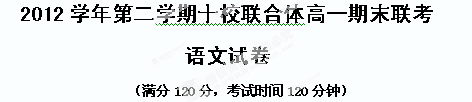 2012 学年第二学期十校联合体高一期末联考
语文试卷
（满分 120 分，考试时间 120 分钟）